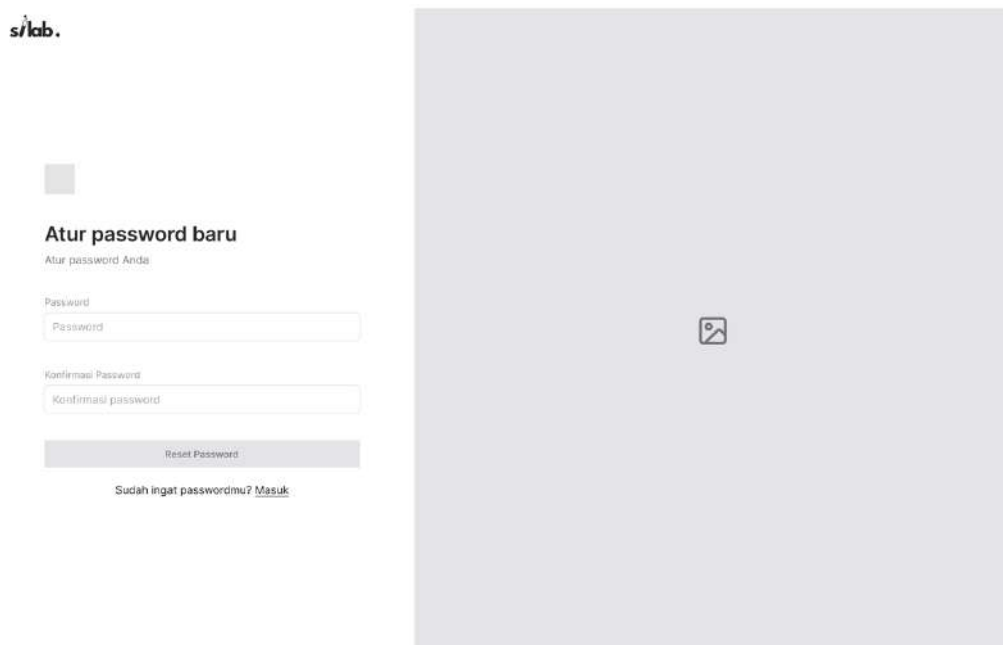 silab.
Atur password baru
Atur password Anda
Password
Password
Konfirmasi Password
Konfirmasi password
Reset Password
Sudah ingat passwordmu? Masuk